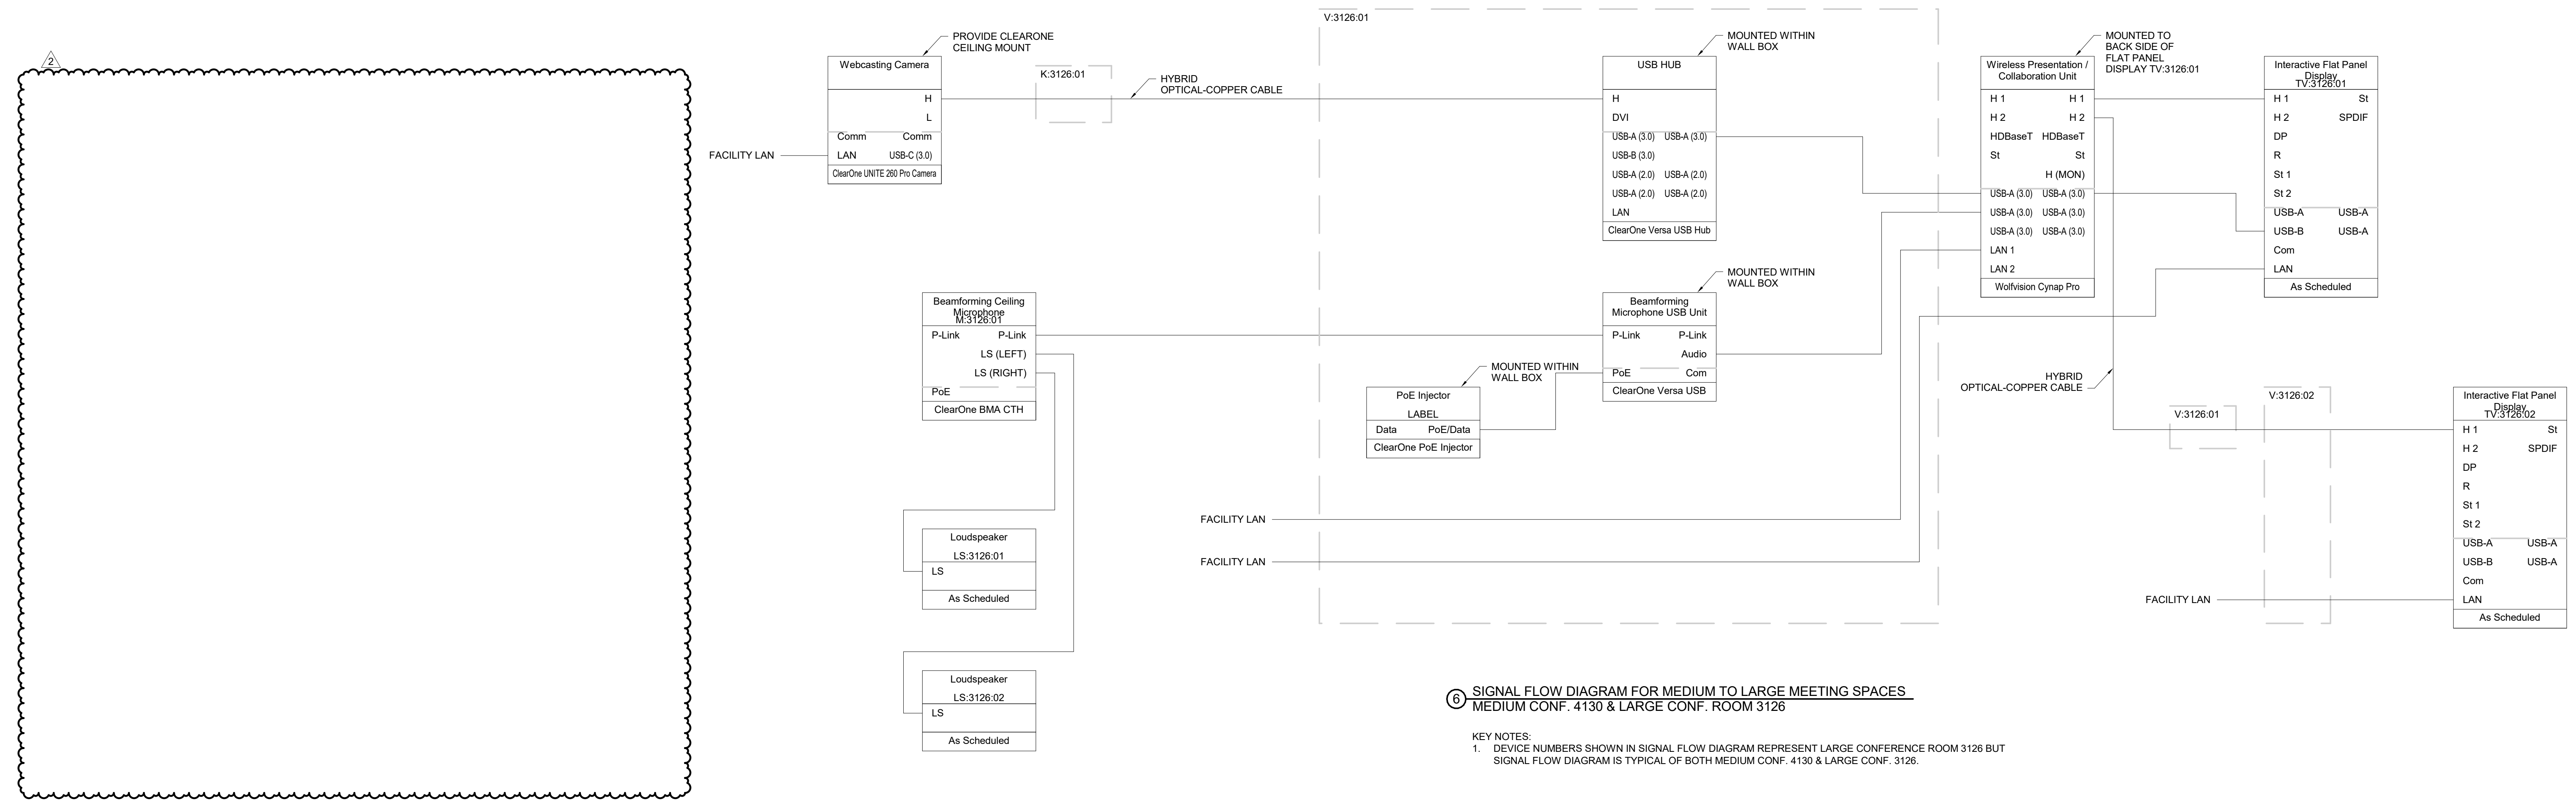 2
PROVIDE CLEARONE
CEILING MOUNT
Webcasting Camera
H
L
Comm Comm
LAN USB-C (3.0)
ClearOne UNITE 260 Pro Camera
FACILITY LAN
K:3126:01
HYBRID
OPTICAL-COPPER CABLE
V:3126:01
MOUNTED WITHIN
WALL BOX
USB HUB
H
DVI
USB-A (3.0) USB-A (3.0)
USB-B (3.0)
USB-A (2.0) USB-A (2.0)
USB-A (2.0) USB-A (2.0)
LAN
ClearOne Versa USB Hub
MOUNTED TO
BACK SIDE OF
FLAT PANEL
DISPLAY TV:3126:01
Wireless Presentation /
Collaboration Unit
H 1 H 1
H 2 H 2
HDBaseT HDBaseT
St St
H (MON)
USB-A (3.0) USB-A (3.0)
USB-A (3.0) USB-A (3.0)
USB-A (3.0) USB-A (3.0)
LAN 1
LAN 2
Wolfvision Cynap Pro
Interactive Flat Panel
Display
TV:3126:01
H 1 St
H 2 SPDIF
DP
R
St 1
St 2
USB-A USB-A
USB-B USB-A
Com
LAN
As Scheduled
Beamforming Ceiling
Microphone
M:3126:01
P-Link P-Link
LS (LEFT)
LS (RIGHT)
PoE
ClearOne BMA CTH
MOUNTED WITHIN
WALL BOX
Beamforming
Microphone USB Unit
P-Link P-Link
Audio
PoE Com
ClearOne Versa USB
MOUNTED WITHIN
WALL BOX
PoE Injector
LABEL
Data PoE/Data
ClearOne PoE Injector
HYBRID
OPTICAL-COPPER CABLE
V:3126:01
V:3126:02
Interactive Flat Panel
Display
TV:3126:02
H 1 St
H 2 SPDIF
DP
R
St 1
St 2
USB-A USB-A
USB-B USB-A
Com
LAN
As Scheduled
FACILITY LAN
FACILITY LAN
FACILITY LAN
Loudspeaker
LS:3126:01
LS
As Scheduled
Loudspeaker
LS:3126:02
LS
As Scheduled
6 SIGNAL FLOW DIAGRAM FOR MEDIUM TO LARGE MEETING SPACES
MEDIUM CONF. 4130 & LARGE CONF. ROOM 3126
KEY NOTES:
1. DEVICE NUMBERS SHOWN IN SIGNAL FLOW DIAGRAM REPRESENT LARGE CONFERENCE ROOM 3126 BUT
SIGNAL FLOW DIAGRAM IS TYPICAL OF BOTH MEDIUM CONF. 4130 & LARGE CONF. 3126.